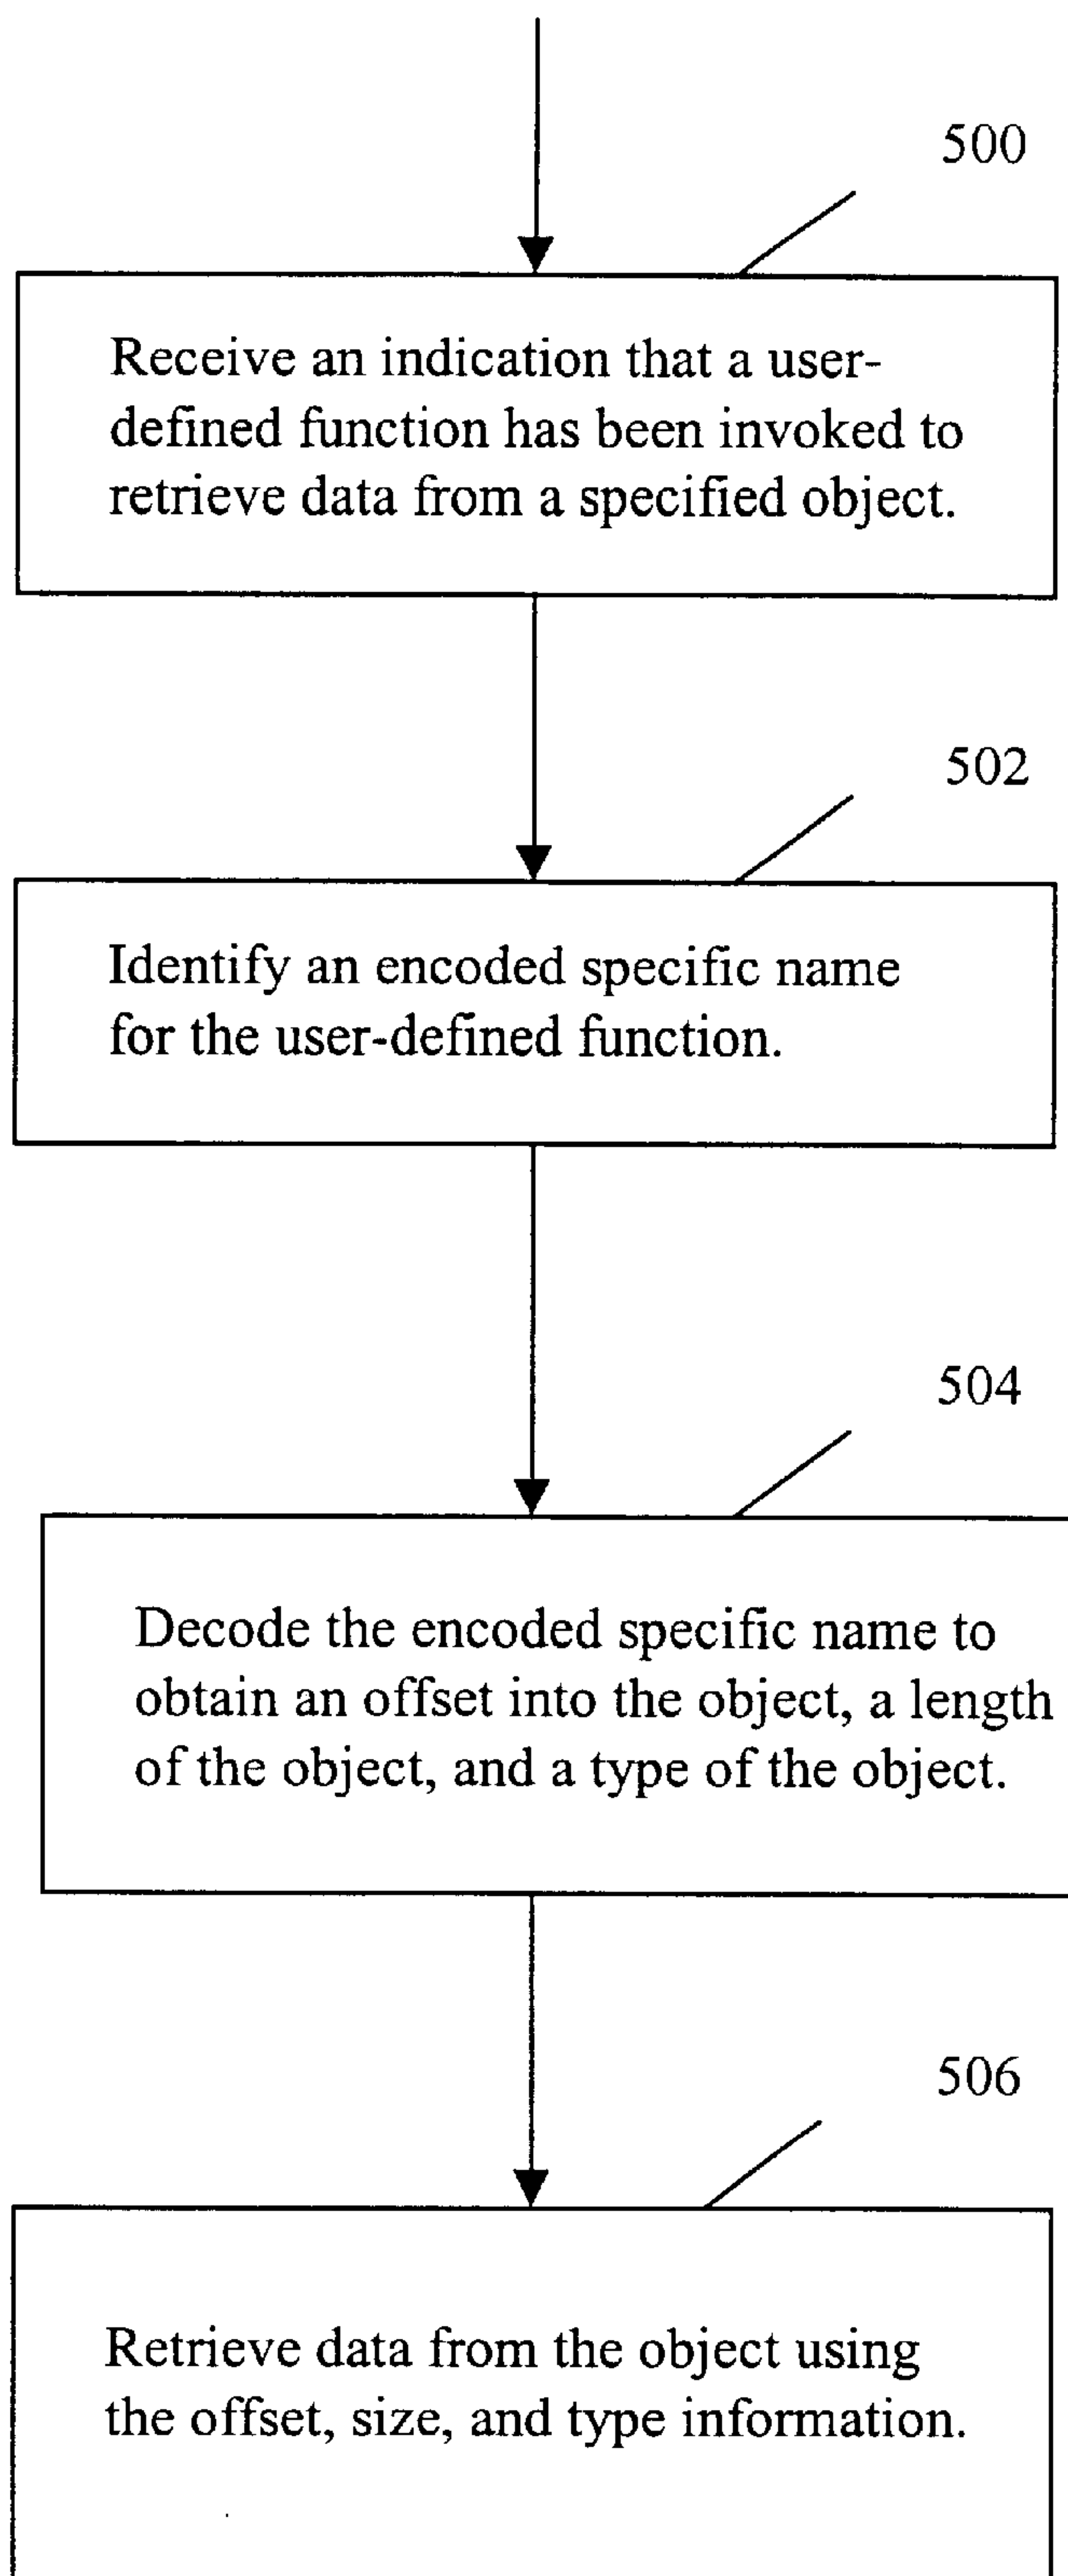 500
Receive an indication that a user-
defined function has been invoked to
retrieve data from a specified object.
502
Identify an encoded specific name
for the user-defined function.
504
Decode the encoded specific name to
obtain an offset into the object, a length
of the object, and a type of the object.
506
Retrieve data from the object using
the offset, size, and type information.